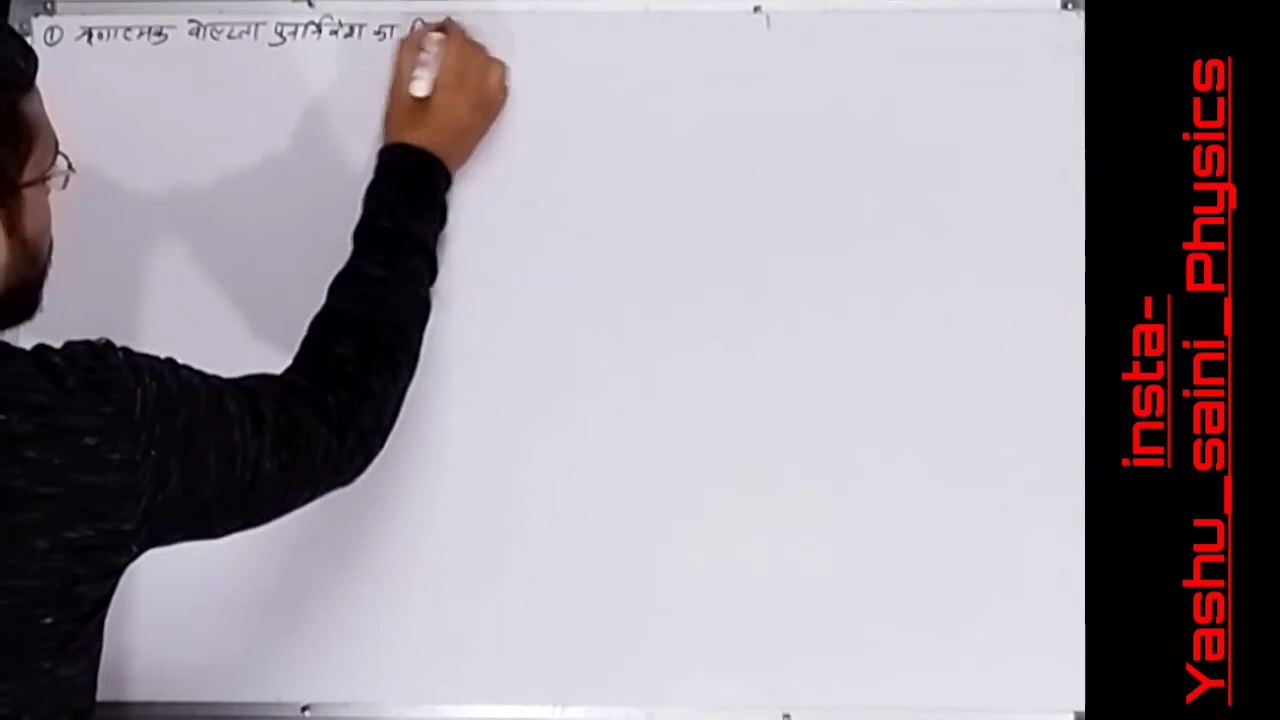 ① ऋणात्मक वोल्टता पुनर्निवेश का
insta-
Yashu_saini_Physics